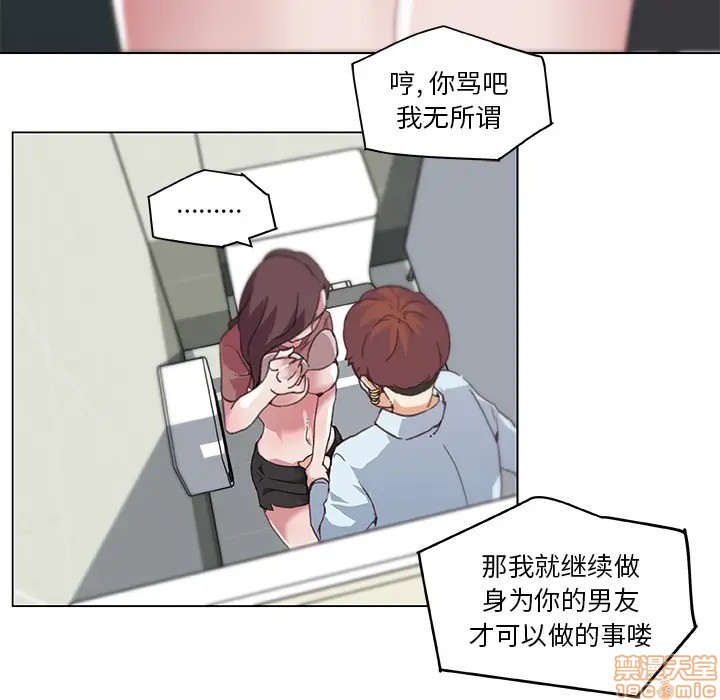 哼, 你骂吧
我无所谓
………
那我就继续做
身为你的男友
才可以做的事喽
禁漫天堂
18comic